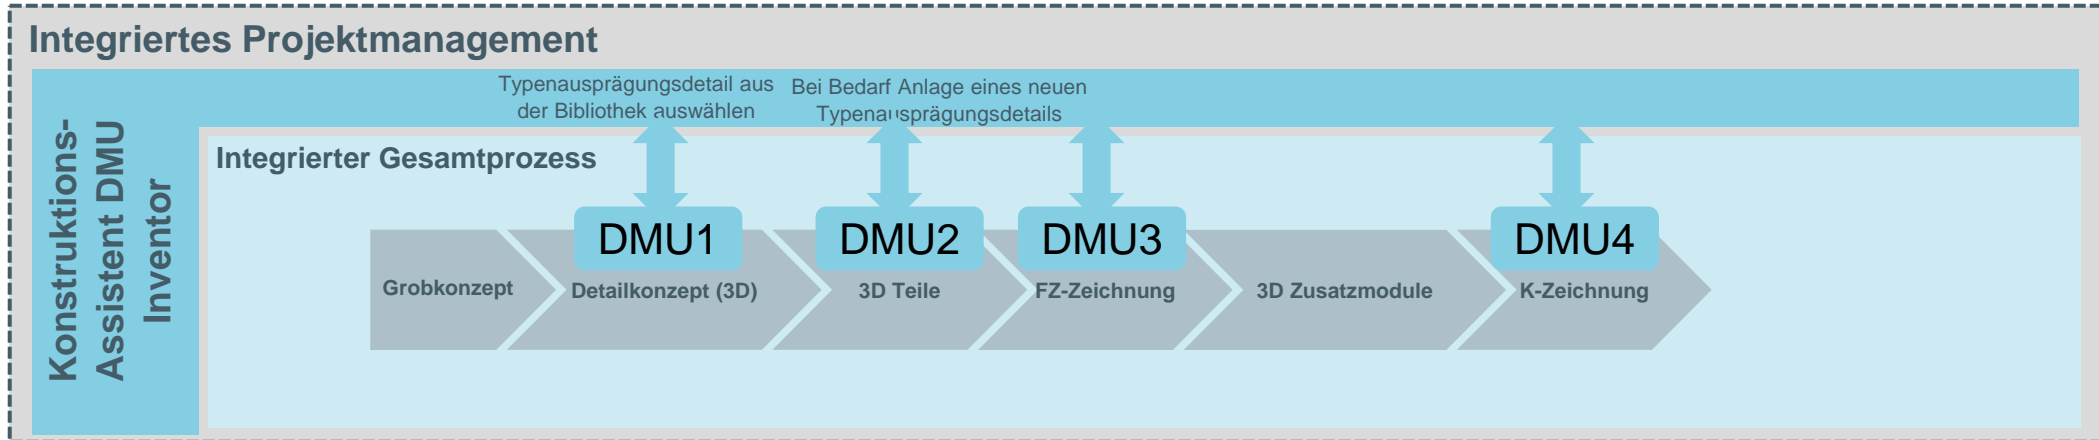 Integriertes Projektmanagement
Typenausprägungsdetail aus
der Bibliothek auswählen
Bei Bedarf Anlage eines neuen
Typenausprägungsdetails
Konstruktions-
Assistent DMU
Inventor
Integrierter Gesamtprozess
DMU1
DMU2
DMU3
DMU4
Grobkonzept
Detailkonzept (3D)
3D Teile
FZ-Zeichnung
3D Zusatzmodule
K-Zeichnung